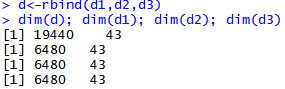 > d<-rbind(d1,d2,d3)
> dim(d); dim(d1); dim(d2); dim(d3)
[1] 19440    43
[1] 6480   43
[1] 6480   43
[1] 6480   43